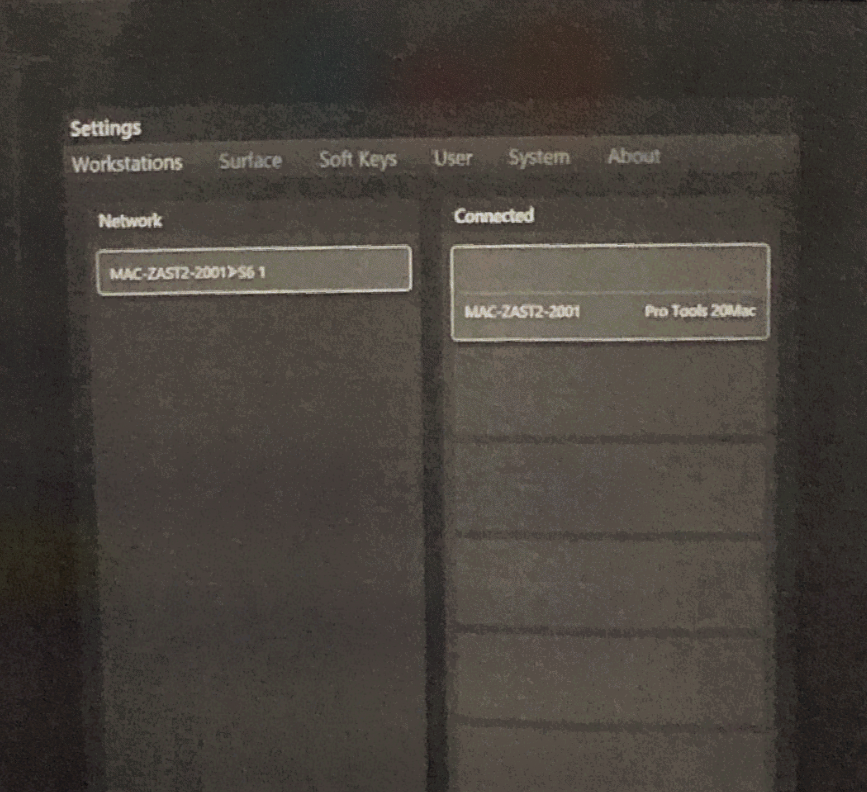 Settings
Workstations Surface Soft Keys User System About
Network Connected
MAC-ZAST2-2001>S6 1
MAC-ZAST2-2001 Pro Tools 20Mac